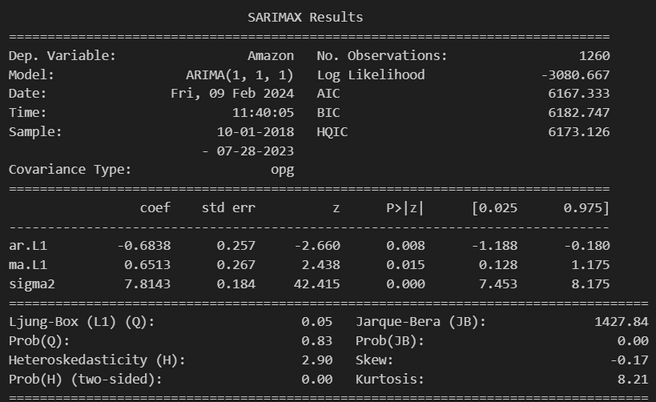 SARIMAX Results
==============================================================================
Dep. Variable: Amazon No. Observations: 1260
Model: ARIMA(1, 1, 1) Log Likelihood -3080.667
Date: Fri, 09 Feb 2024 AIC 6167.333
Time: 11:40:05 BIC 6182.747
Sample: 10-01-2018 HQIC 6173.126
- 07-28-2023
Covariance Type: opg
==============================================================================
coef std err z P>|z| [0.025 0.975]
------------------------------------------------------------------------------
ar.L1 -0.6838 0.257 -2.660 0.008 -1.188 -0.180
ma.L1 0.6513 0.267 2.438 0.015 0.128 1.175
sigma2 7.8143 0.184 42.415 0.000 7.453 8.175
===================================================================================
Ljung-Box (L1) (Q): 0.05 Jarque-Bera (JB): 1427.84
Prob(Q): 0.83 Prob(JB): 0.00
Heteroskedasticity (H): 2.90 Skew: -0.17
Prob(H) (two-sided): 0.00 Kurtosis: 8.21
===================================================================================